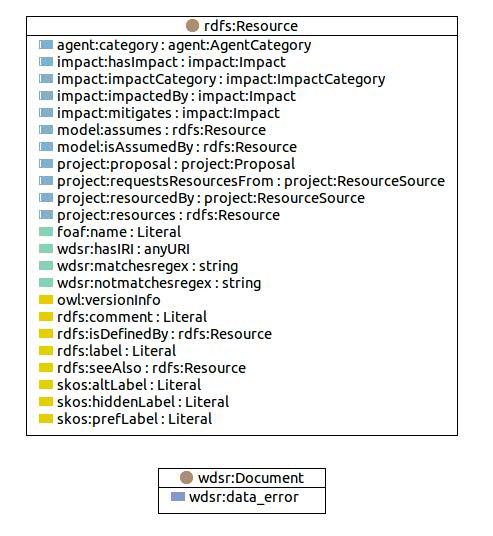 rdfs:Resource
agent:category : agent:AgentCategory
impact:hasImpact : impact:Impact
impact:impactCategory : impact:ImpactCategory
impact:impactedBy : impact:Impact
impact:mitigates : impact:Impact
model:assumes : rdfs:Resource
model:isAssumedBy : rdfs:Resource
project:proposal : project:Proposal
project:requestsResourcesFrom : project:ResourceSource
project:resourcedBy : project:ResourceSource
project:resources : rdfs:Resource
foaf:name : Literal
wdsr:hasIRI : anyURI
wdsr:matchesregex : string
wdsr:notmatchesregex : string
owl:versionInfo
rdfs:comment : Literal
rdfs:isDefinedBy : rdfs:Resource
rdfs:label : Literal
rdfs:seeAlso : rdfs:Resource
skos:altLabel : Literal
skos:hiddenLabel : Literal
skos:prefLabel : Literal
wdsr:Document
wdsr:data_error